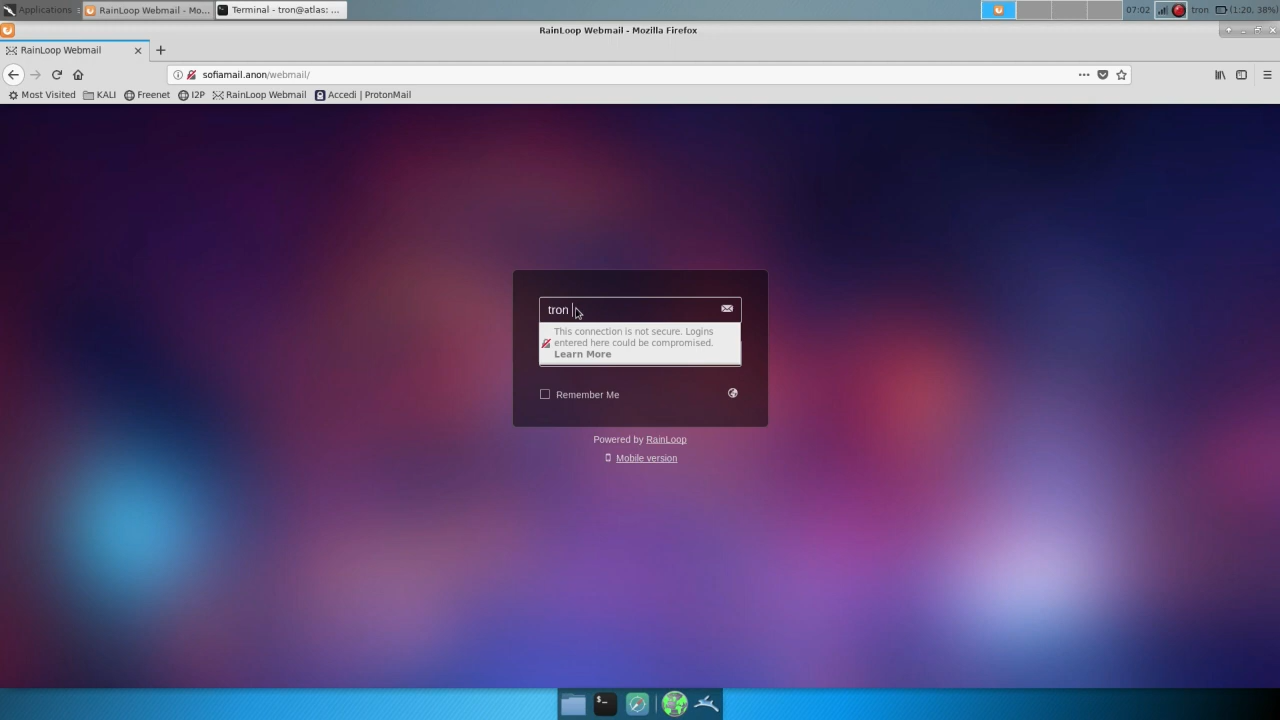 Applications
RainLoop Webmail - Mo...
Terminal - tron@atlas: ...
07:02
tron
(1:20, 38%)
RainLoop Webmail - Mozilla Firefox
RainLoop Webmail
sofiamail.anon/webmail/
Most Visited
KALI
Freenet
I2P
RainLoop Webmail
Accedi | ProtonMail
tron
This connection is not secure. Logins
entered here could be compromised.
Learn More
Remember Me
Powered by RainLoop
Mobile version